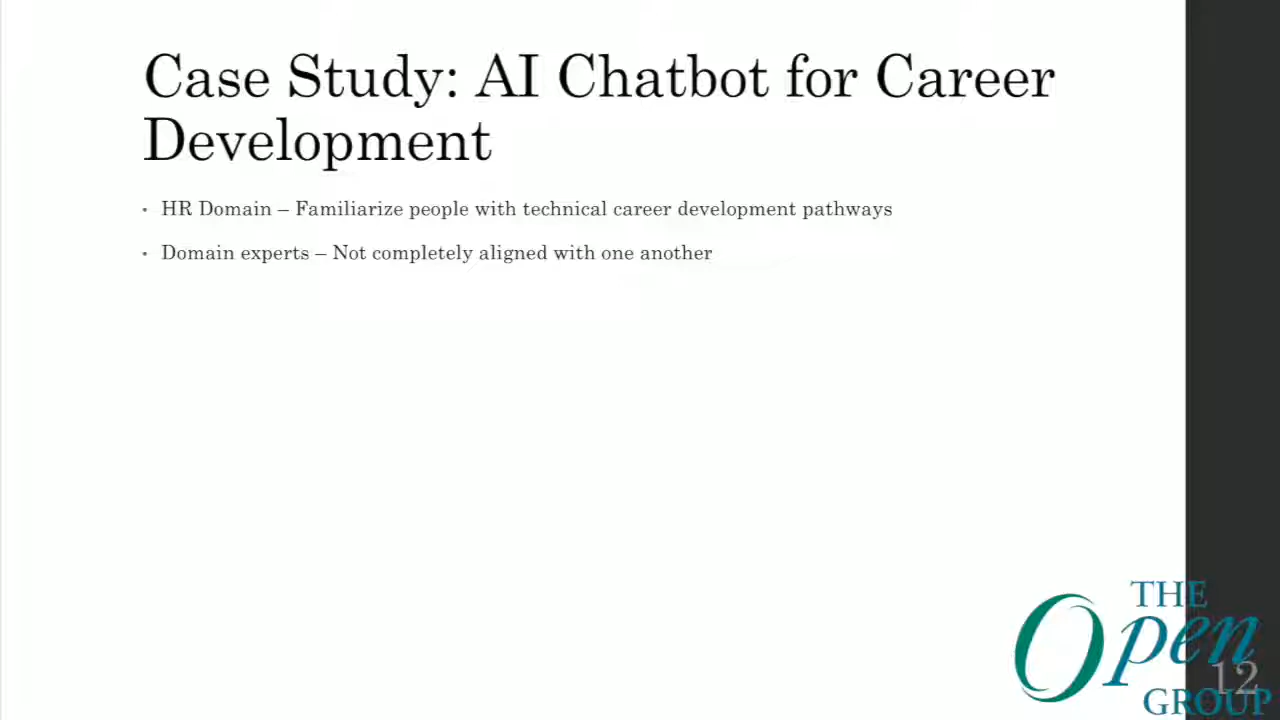 Case Study: AI Chatbot for Career
Development
• HR Domain – Familiarize people with technical career development pathways
• Domain experts – Not completely aligned with one another
THE
Open
12
GROUP